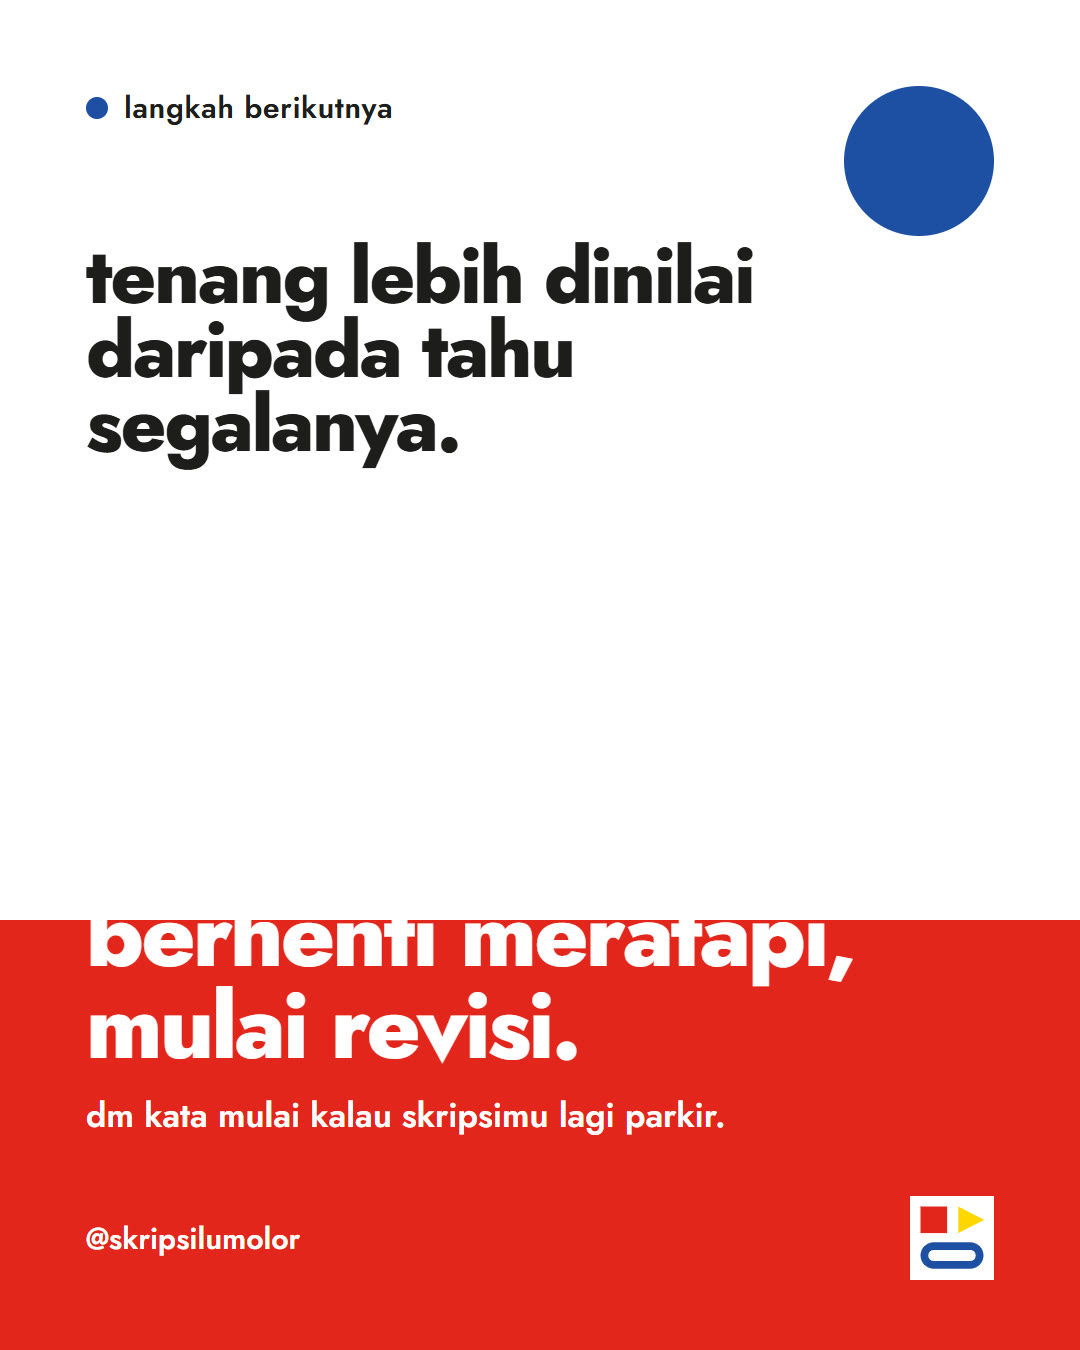 langkah berikutnya
tenang lebih dinilai
daripada tahu
segalanya.
berhenti meratapi,
mulai revisi.
dm kata mulai kalau skripsimu lagi parkir.
@skripsilumolor